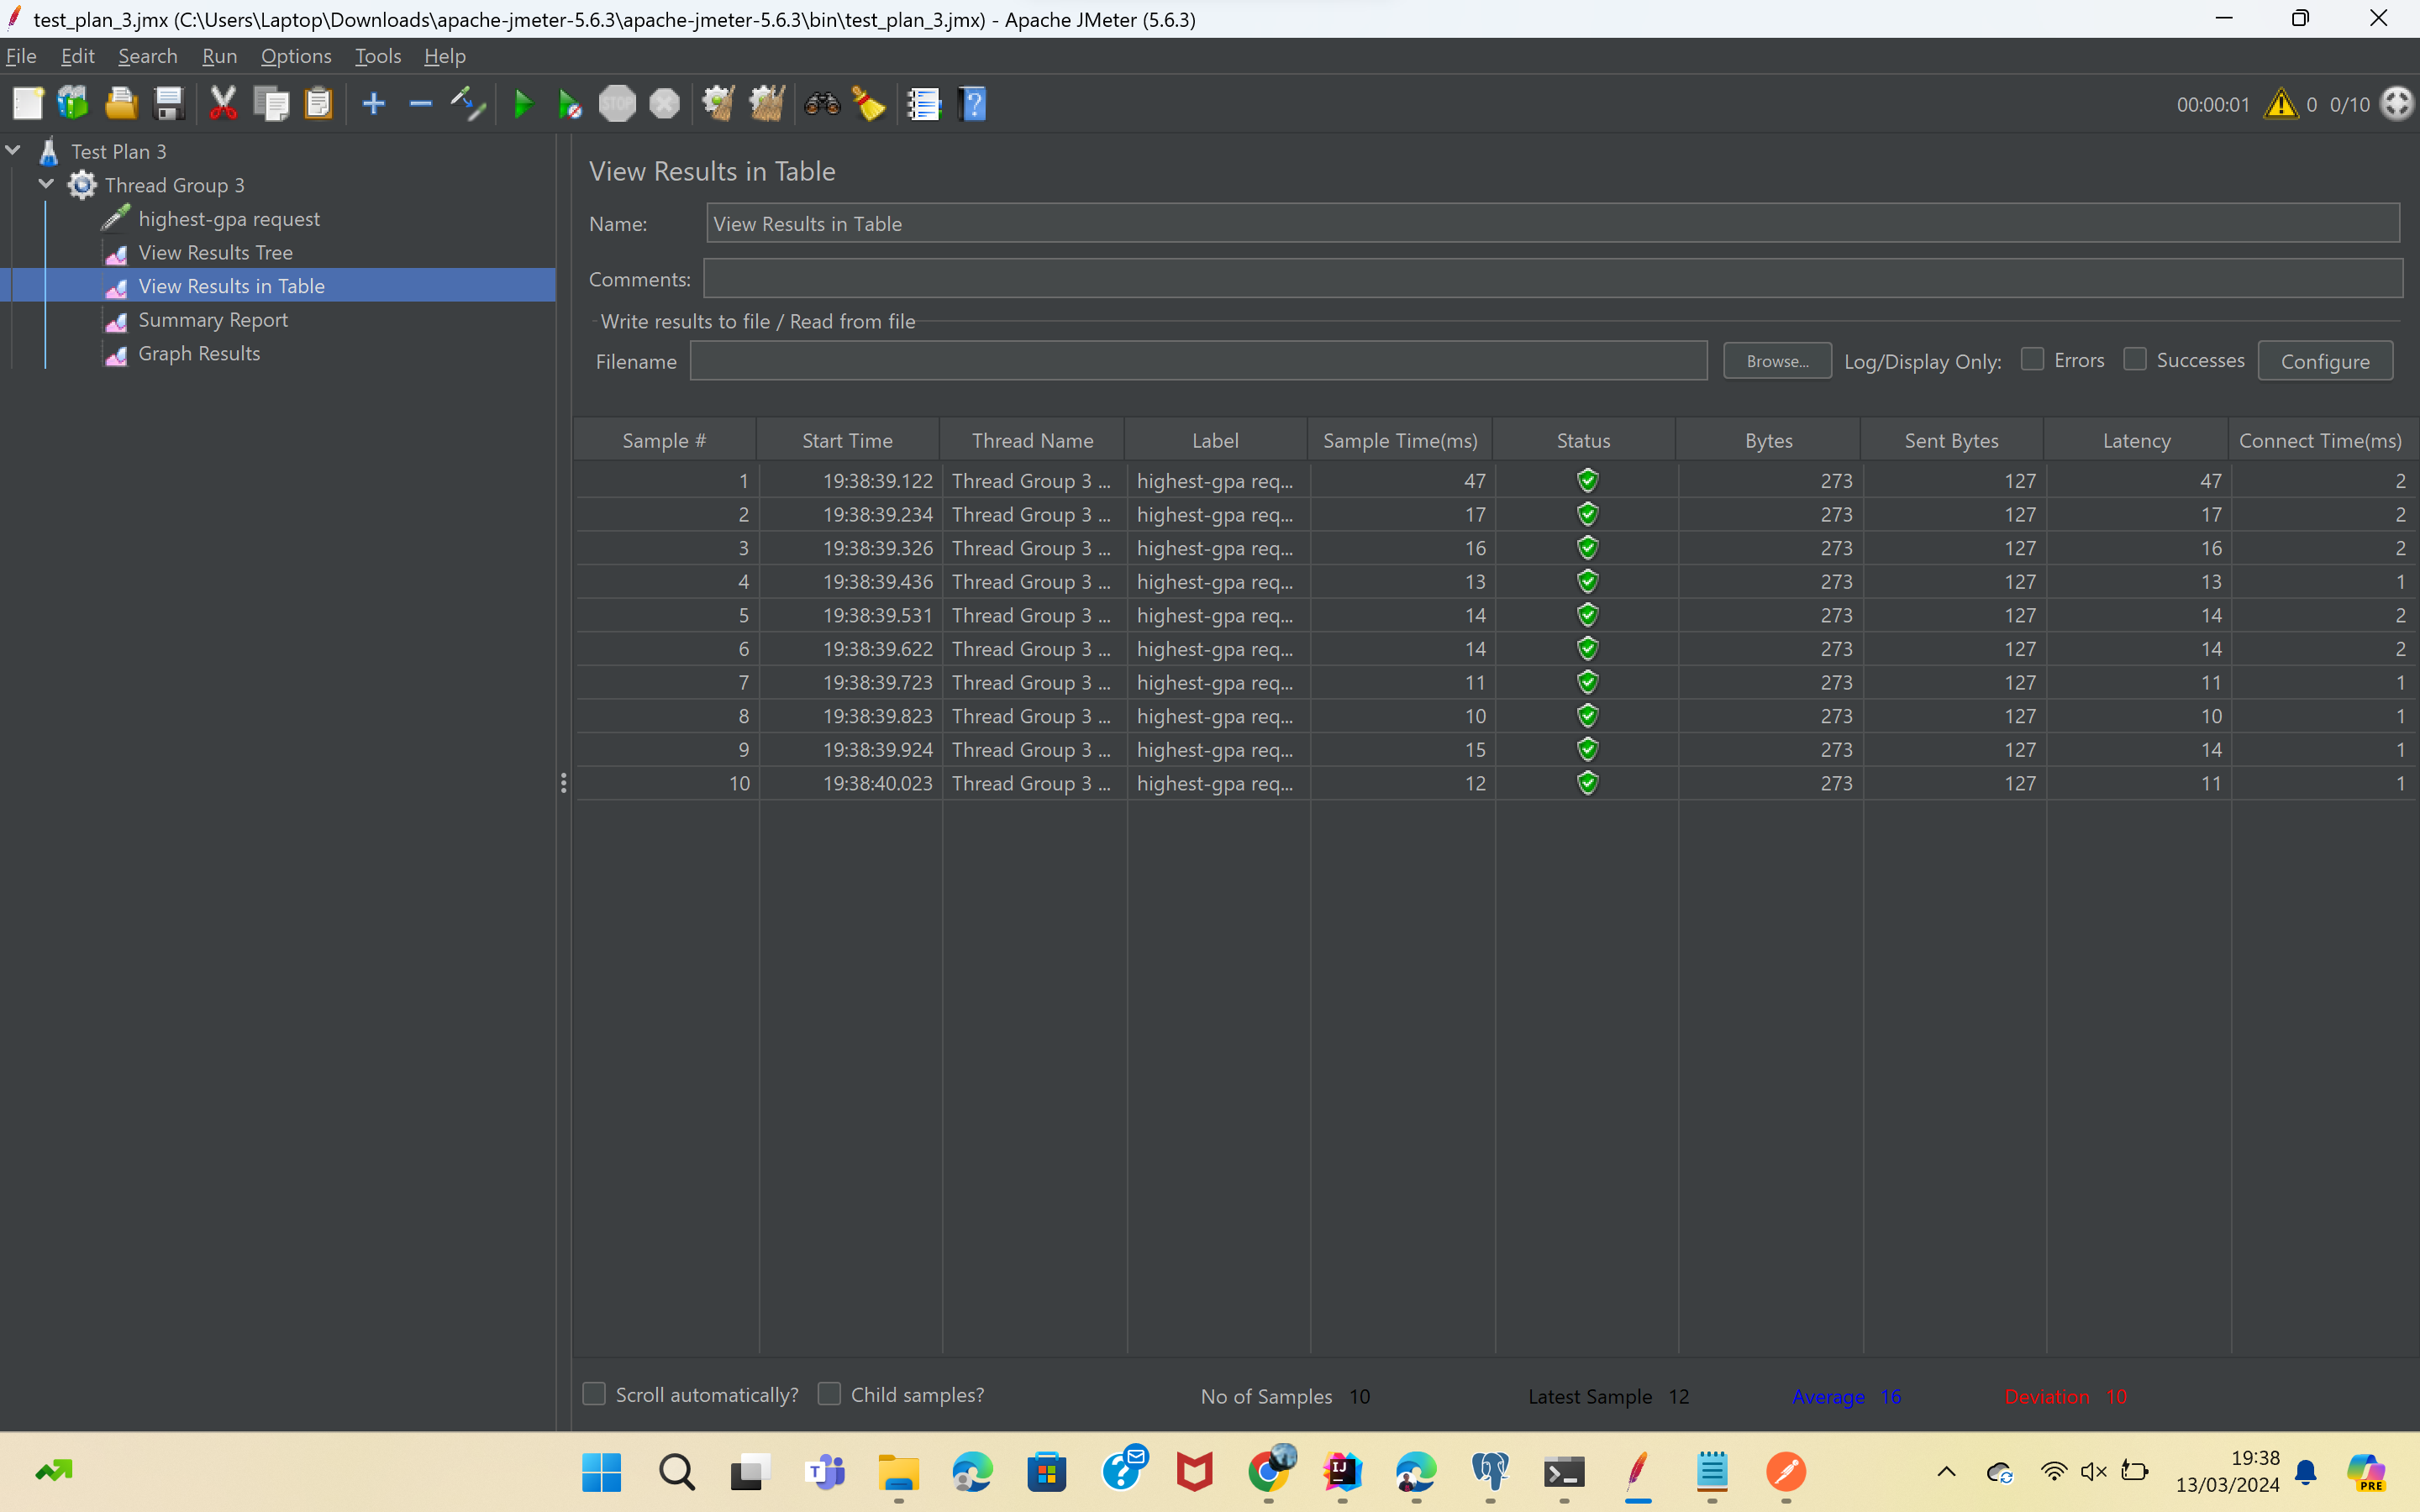 test_plan_3.jmx (C:\Users\Laptop\Downloads\apache-jmeter-5.6.3\apache-jmeter-5.6.3\bin\test_plan_3.jmx) - Apache JMeter (5.6.3)
File Edit Search Run Options Tools Help
STOP 00:00:01 0 0/10
Test Plan 3
Thread Group 3
highest-gpa request
View Results Tree
View Results in Table
Summary Report
Graph Results
View Results in Table
Name: View Results in Table
Comments:
Write results to file / Read from file
Filename Browse... Log/Display Only: Errors Successes Configure
Sample # Start Time Thread Name Label Sample Time(ms) Status Bytes Sent Bytes Latency Connect Time(ms)
1 19:38:39.122 Thread Group 3 ... highest-gpa req... 47 273 127 47 2
2 19:38:39.234 Thread Group 3 ... highest-gpa req... 17 273 127 17 2
3 19:38:39.326 Thread Group 3 ... highest-gpa req... 16 273 127 16 2
4 19:38:39.436 Thread Group 3 ... highest-gpa req... 13 273 127 13 1
5 19:38:39.531 Thread Group 3 ... highest-gpa req... 14 273 127 14 2
6 19:38:39.622 Thread Group 3 ... highest-gpa req... 14 273 127 14 2
7 19:38:39.723 Thread Group 3 ... highest-gpa req... 11 273 127 11 1
8 19:38:39.823 Thread Group 3 ... highest-gpa req... 10 273 127 10 1
9 19:38:39.924 Thread Group 3 ... highest-gpa req... 15 273 127 14 1
10 19:38:40.023 Thread Group 3 ... highest-gpa req... 12 273 127 11 1
Scroll automatically? Child samples? No of Samples 10 Latest Sample 12 Average 16 Deviation 10
19:38
13/03/2024
PRE